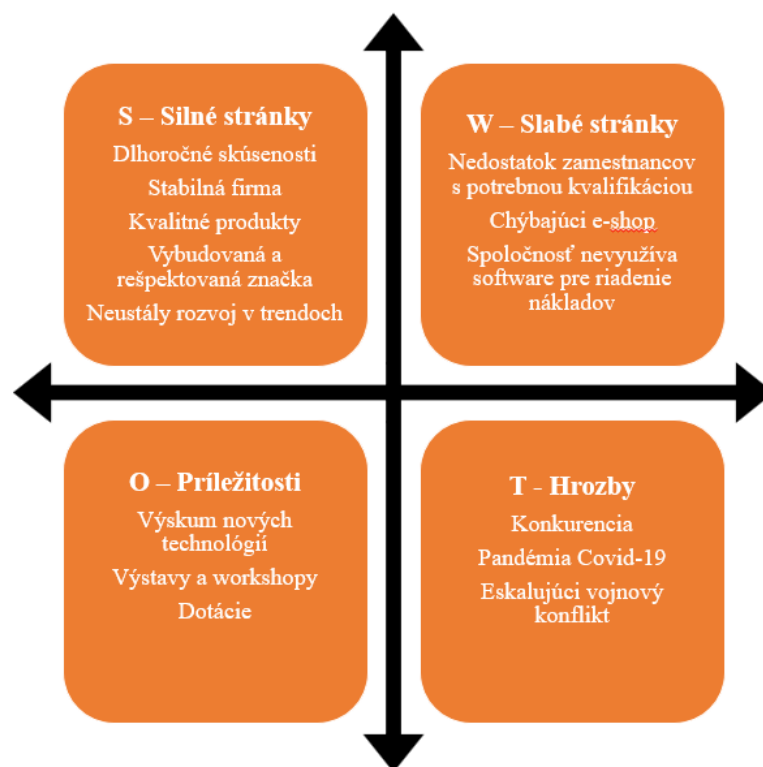 S – Silné stránky
Dlhoročné skúsenosti
Stabilná firma
Kvalitné produkty
Vybudovaná a
rešpektovaná značka
Neustály rozvoj v trendoch
W – Slabé stránky
Nedostatok zamestnancov
s potrebnou kvalifikáciou
Chýbajúci e-shop
Spoločnosť nevyužíva
software pre riadenie
nákladov
O – Príležitosti
Výskum nových
technológií
Výstavy a workshopy
Dotácie
T - Hrozby
Konkurencia
Pandémia Covid-19
Eskalujúci vojnový
konflikt